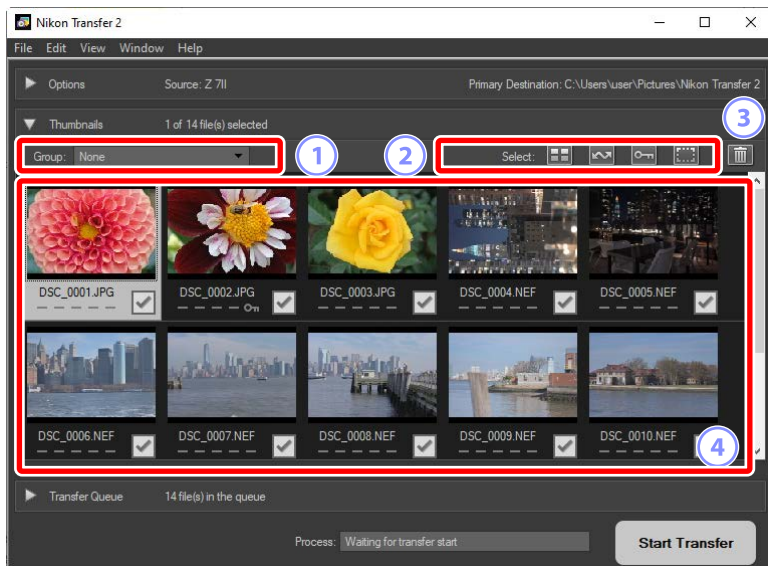 Nikon Transfer 2
File Edit View Window Help
Options Source: Z 7II Primary Destination: C:\Users\user\Pictures\Nikon Transfer 2
Thumbnails 1 of 14 file(s) selected 3
Group: None 1 2 Select:
DSC_0001.JPG DSC_0002.JPG DSC_0003.JPG DSC_0004.NEF DSC_0005.NEF
DSC_0006.NEF DSC_0007.NEF DSC_0008.NEF DSC_0009.NEF DSC_0010.NEF 4
Transfer Queue 14 file(s) in the queue
Process: Waiting for transfer start Start Transfer